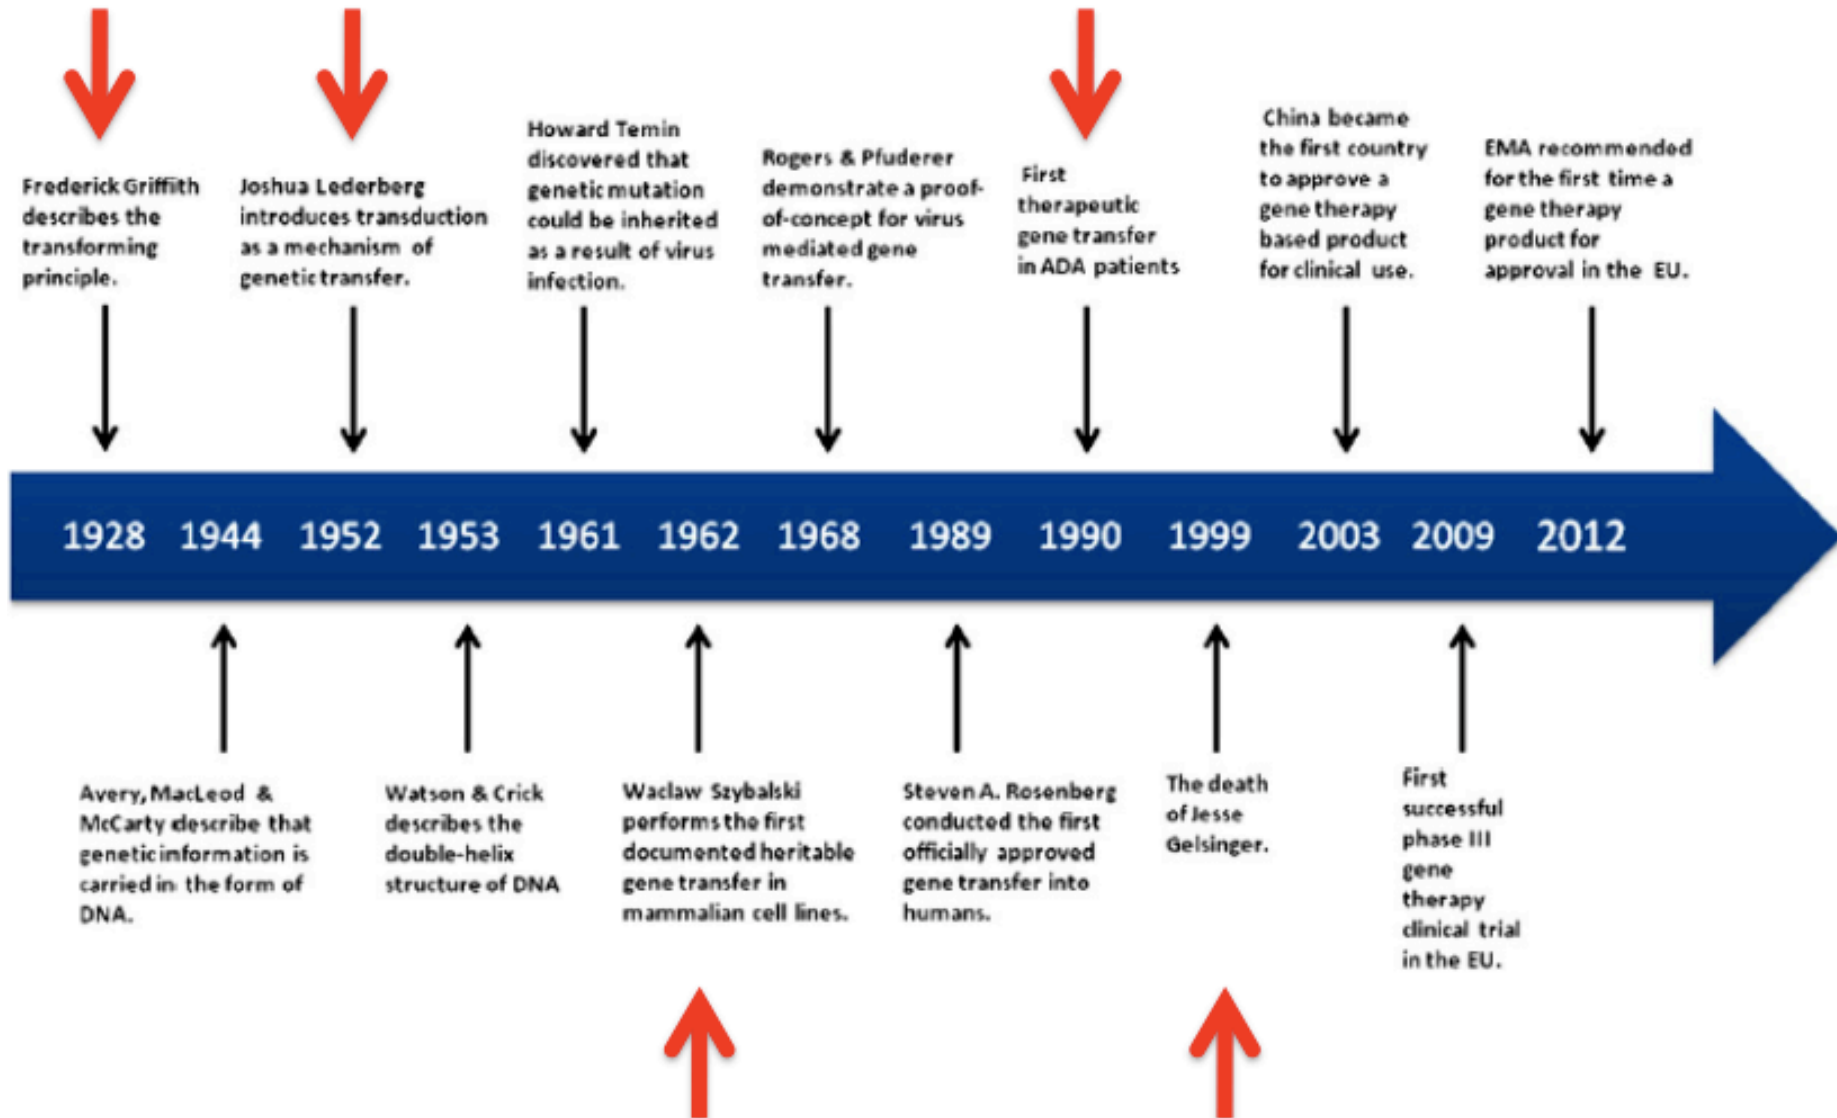 Frederick Griffith
describes the
transforming
principle.
Joshua Lederberg
introduces transduction
as a mechanism of
genetic transfer.
Howard Temin
discovered that
genetic mutation
could be inherited
as a result of virus
infection.
Rogers & Pfuderer
demonstrate a proof-
of-concept for virus
mediated gene
transfer.
First
therapeutic
gene transfer
in ADA patients
China became
the first country
to approve a
gene therapy
based product
for clinical use.
EMA recommended
for the first time a
gene therapy
product for
approval in the EU.
1928 1944 1952 1953 1961 1962 1968 1989 1990 1999 2003 2009 2012
Avery, MacLeod &
McCarty describe that
genetic information is
carried in the form of
DNA.
Watson & Crick
describes the
double-helix
structure of DNA
Waclaw Szybalski
performs the first
documented heritable
gene transfer in
mammalian cell lines.
Steven A. Rosenberg
conducted the first
officially approved
gene transfer into
humans.
The death
of Jesse
Gelsinger.
First
successful
phase III
gene
therapy
clinical trial
in the EU.